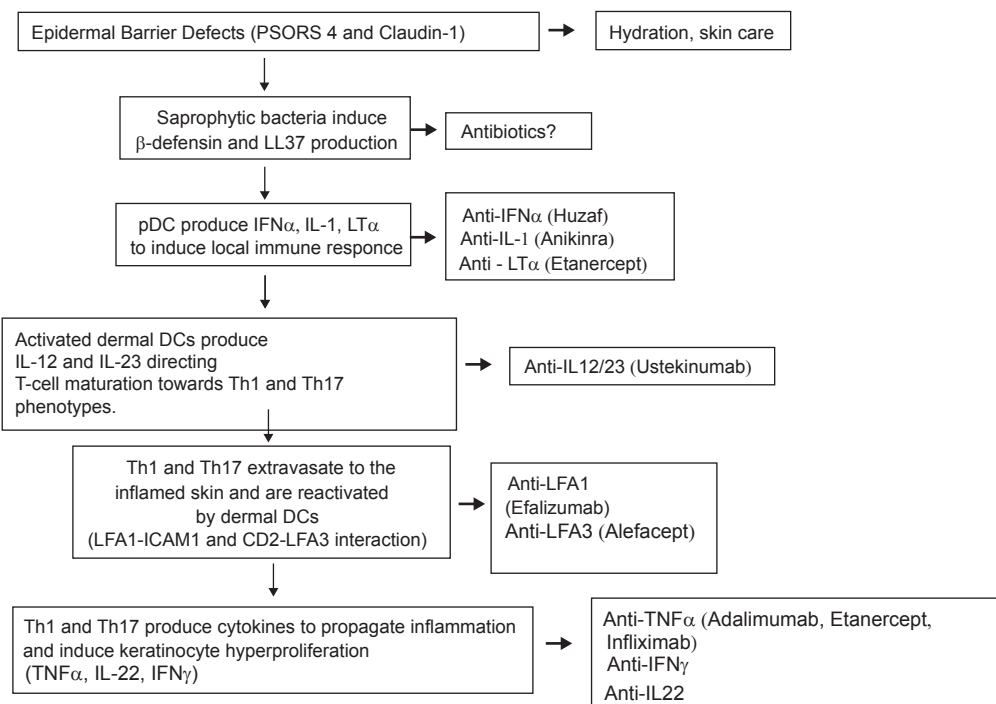 Epidermal Barrier Defects (PSORS 4 and Claudin-1)
Hydration, skin care
Saprophytic bacteria induce
β-defensin and LL37 production
Antibiotics?
pDC produce IFNα, IL-1, LTα
to induce local immune responce
Anti-IFNα (Huzaf)
Anti-IL-1 (Anikinra)
Anti - LTα (Etanercept)
Activated dermal DCs produce
IL-12 and IL-23 directing
T-cell maturation towards Th1 and Th17
phenotypes.
Anti-IL12/23 (Ustekinumab)
Th1 and Th17 extravasate to the
inflamed skin and are reactivated
by dermal DCs
(LFA1-ICAM1 and CD2-LFA3 interaction)
Anti-LFA1
(Efalizumab)
Anti-LFA3 (Alefacept)
Th1 and Th17 produce cytokines to propagate inflammation
and induce keratinocyte hyperproliferation
(TNFα, IL-22, IFNγ)
Anti-TNFα (Adalimumab, Etanercept,
Infliximab)
Anti-IFNγ
Anti-IL22